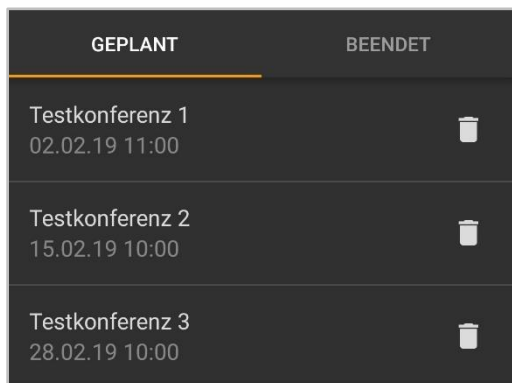 GEPLANT BEENDET
Testkonferenz 1
02.02.19 11:00
Testkonferenz 2
15.02.19 10:00
Testkonferenz 3
28.02.19 10:00